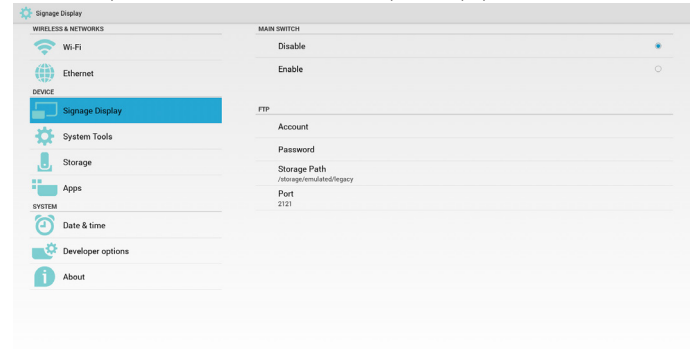 Signage Display
WIRELESS & NETWORKS
Wi-Fi
Ethernet
DEVICE
Signage Display
System Tools
Storage
Apps
SYSTEM
Date & time
Developer options
About
MAIN SWITCH
Disable
Enable
FTP
Account
Password
Storage Path
/storage/emulated/legacy
Port
2121